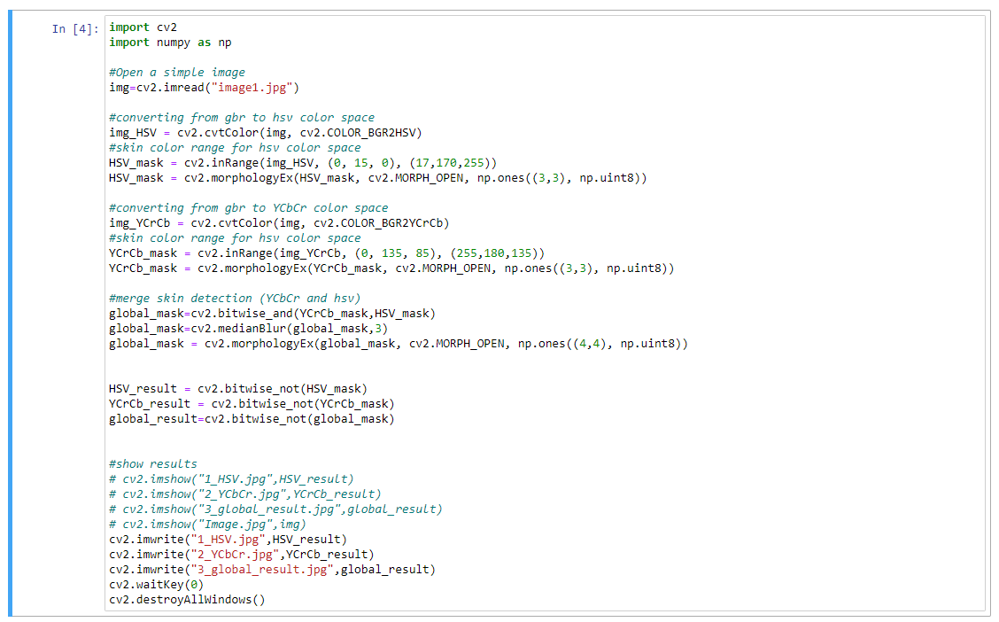 In [4]:
import cv2
import numpy as np
#Open a simple image
img=cv2.imread("image1.jpg")
#converting from gbr to hsv color space
img_HSV = cv2.cvtColor(img, cv2.COLOR_BGR2HSV)
#skin color range for hsv color space
HSV_mask = cv2.inRange(img_HSV, (0, 15, 0), (17,170,255))
HSV_mask = cv2.morphologyEx(HSV_mask, cv2.MORPH_OPEN, np.ones((3,3), np.uint8))
#converting from gbr to YCbCr color space
img_YCrCb = cv2.cvtColor(img, cv2.COLOR_BGR2YCrCb)
#skin color range for hsv color space
YCrCb_mask = cv2.inRange(img_YCrCb, (0, 135, 85), (255,180,135))
YCrCb_mask = cv2.morphologyEx(YCrCb_mask, cv2.MORPH_OPEN, np.ones((3,3), np.uint8))
#merge skin detection (YCbCr and hsv)
global_mask=cv2.bitwise_and(YCrCb_mask,HSV_mask)
global_mask=cv2.medianBlur(global_mask,3)
global_mask = cv2.morphologyEx(global_mask, cv2.MORPH_OPEN, np.ones((4,4), np.uint8))
HSV_result = cv2.bitwise_not(HSV_mask)
YCrCb_result = cv2.bitwise_not(YCrCb_mask)
global_result=cv2.bitwise_not(global_mask)
#show results
# cv2.imshow("1_HSV.jpg",HSV_result)
# cv2.imshow("2_YCbCr.jpg",YCrCb_result)
# cv2.imshow("3_global_result.jpg",global_result)
# cv2.imshow("Image.jpg",img)
cv2.imwrite("1_HSV.jpg",HSV_result)
cv2.imwrite("2_YCbCr.jpg",YCrCb_result)
cv2.imwrite("3_global_result.jpg",global_result)
cv2.waitKey(0)
cv2.destroyAllWindows()